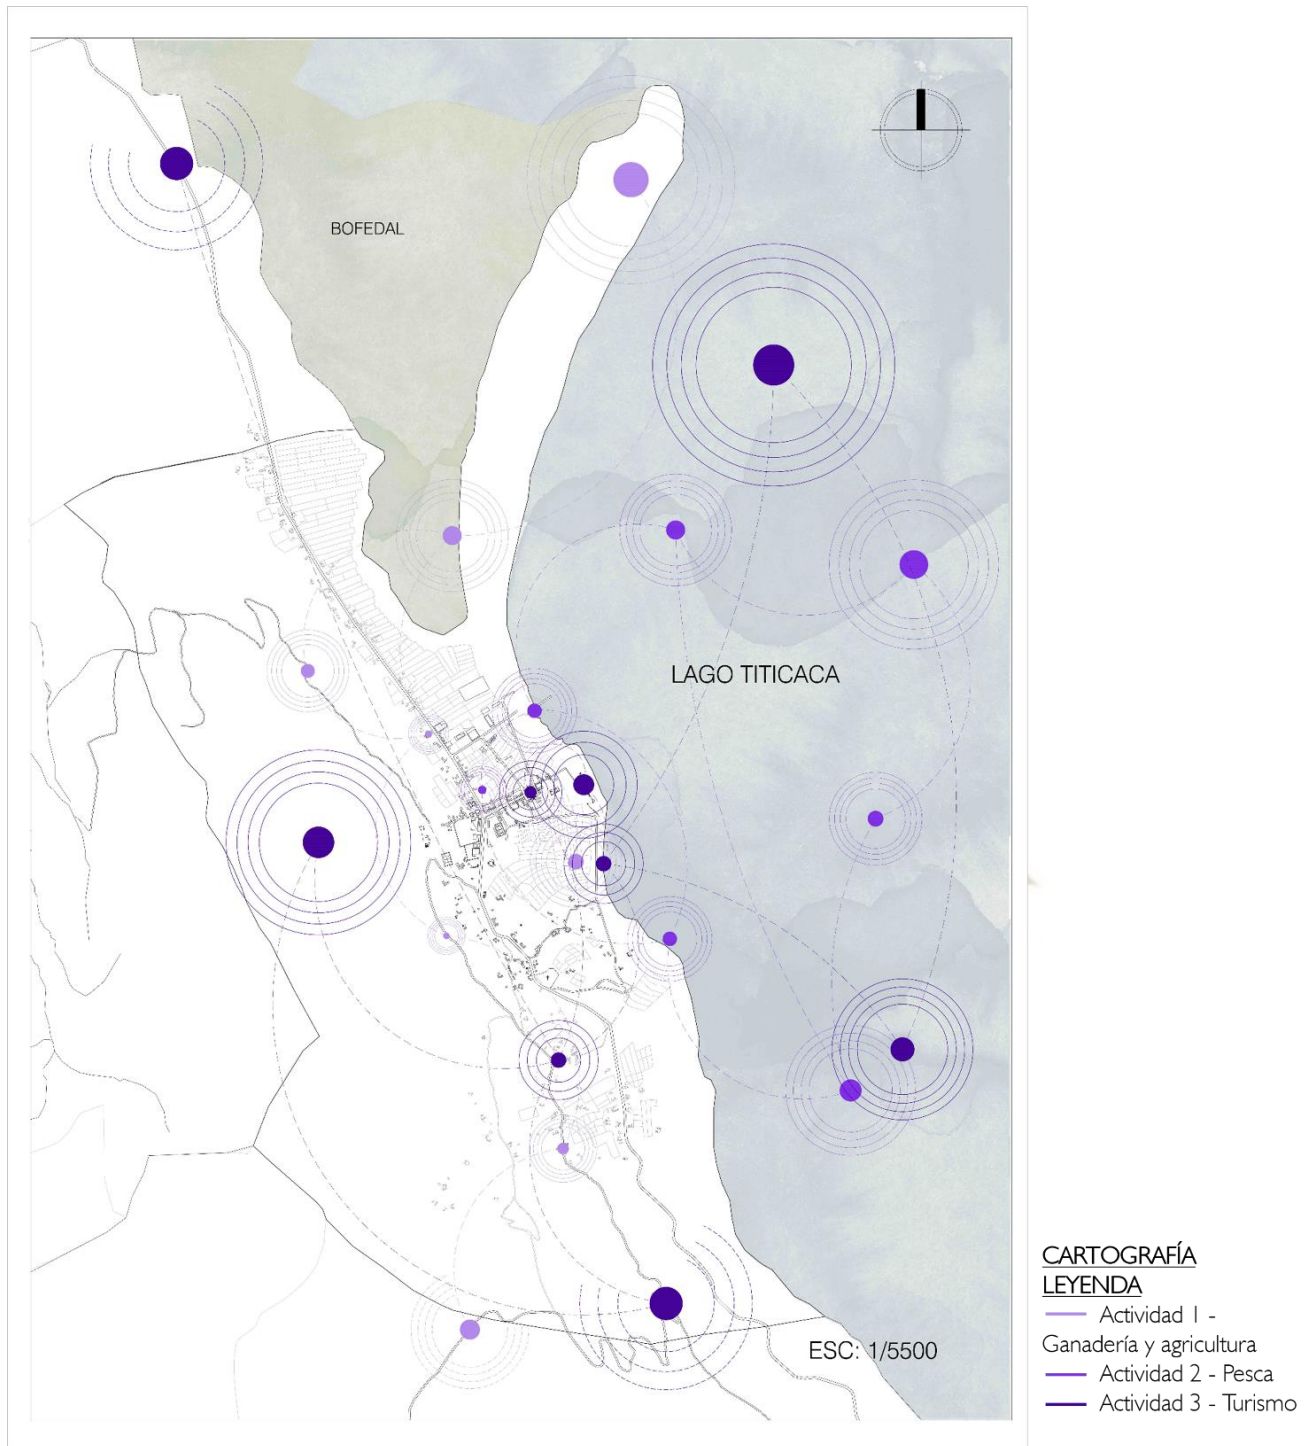 BOFEDAL
LAGO TITICACA
ESC: 1/5500
CARTOGRAFÍA
LEYENDA
Actividad 1 -
Ganadería y agricultura
Actividad 2 - Pesca
Actividad 3 - Turismo